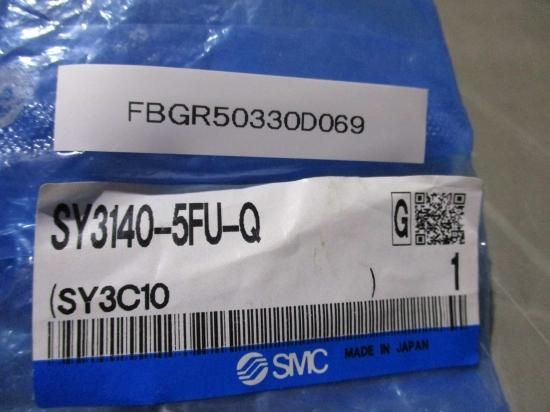 FBGR50330D069
SY3140-5FU-Q
G
(SY3C10 )
1
SMC MADE IN JAPAN